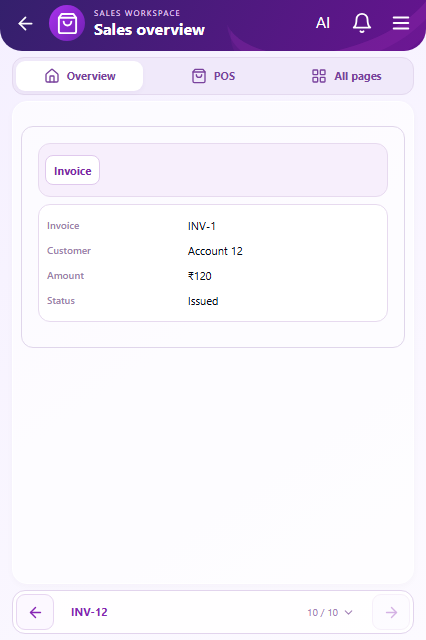 SALES WORKSPACE
Sales overview
AI
Overview
POS
All pages
Invoice
Invoice INV-1
Customer Account 12
Amount ₹120
Status Issued
INV-12
10 / 10